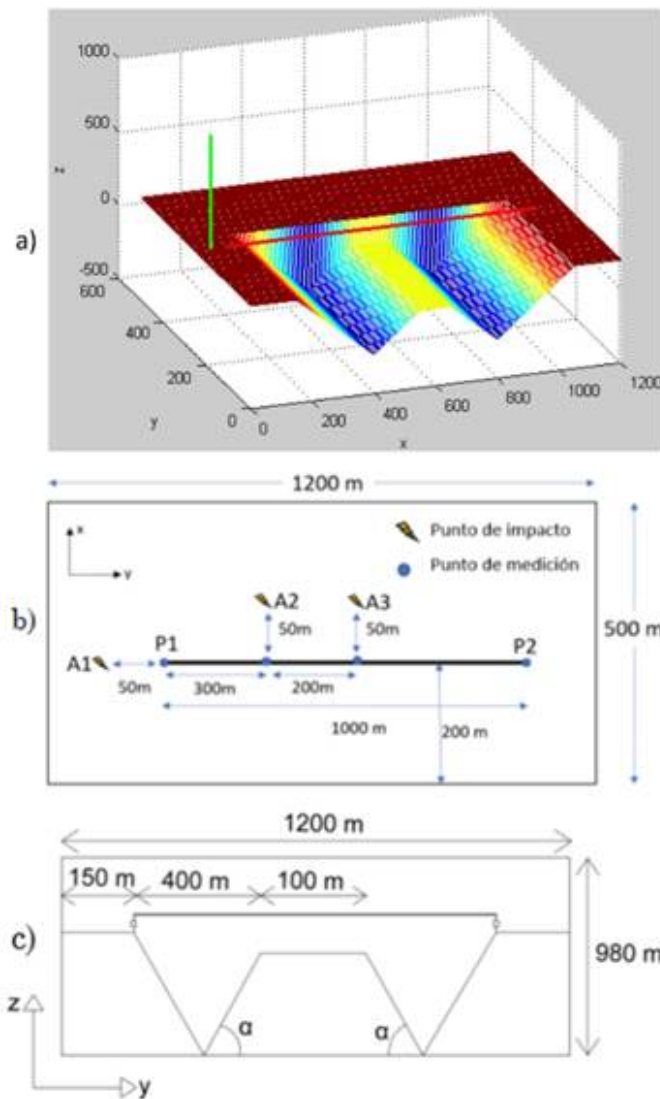 a)
1000
500
0
-500
z
600
400
200
0
y
0
200
400
600
800
1000
1200
x
b)
1200 m
x
y
Punto de impacto
Punto de medición
A2
A3
50m
50m
P1
P2
A1
50m
300m
200m
1000 m
200 m
500 m
c)
1200 m
150 m
400 m
100 m
980 m
α
α
z
y